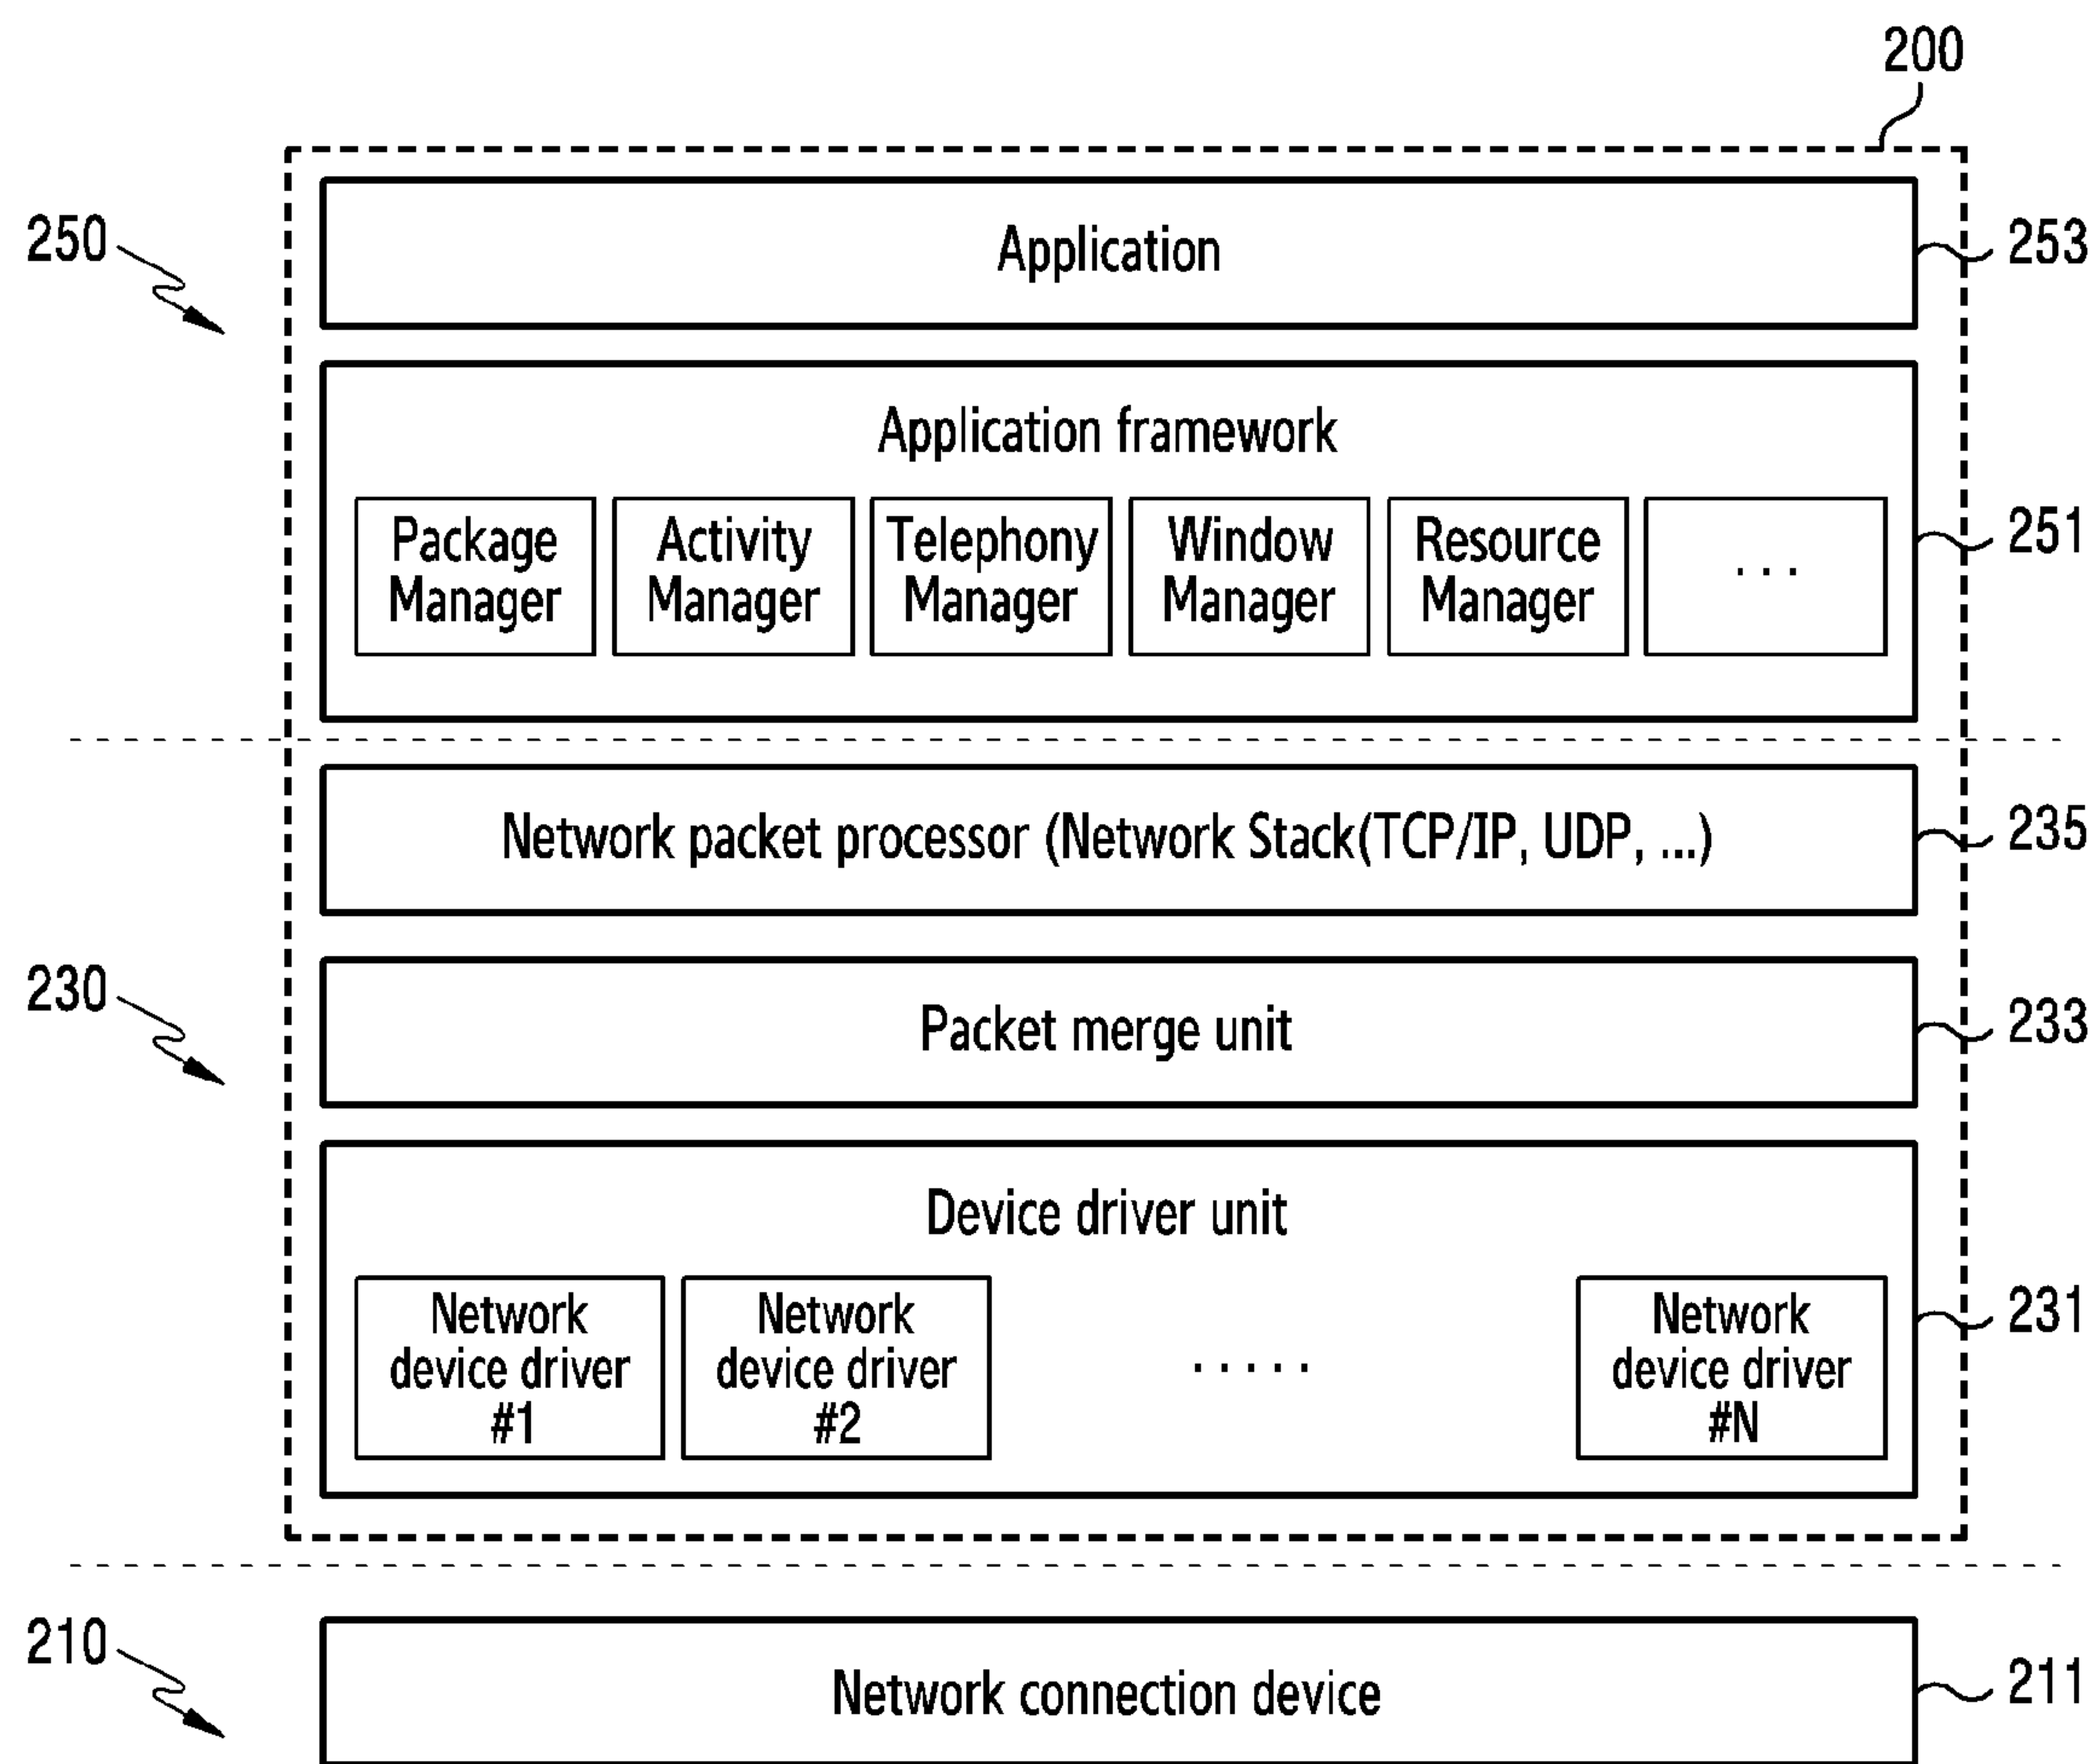 200
250
Application
253
Application framework
Package
Manager
Activity
Manager
Telephony
Manager
Window
Manager
Resource
Manager
...
251
Network packet processor (Network Stack(TCP/IP, UDP, ...)
235
230
Packet merge unit
233
Device driver unit
Network
device driver
#1
Network
device driver
#2
.....
Network
device driver
#N
231
210
Network connection device
211